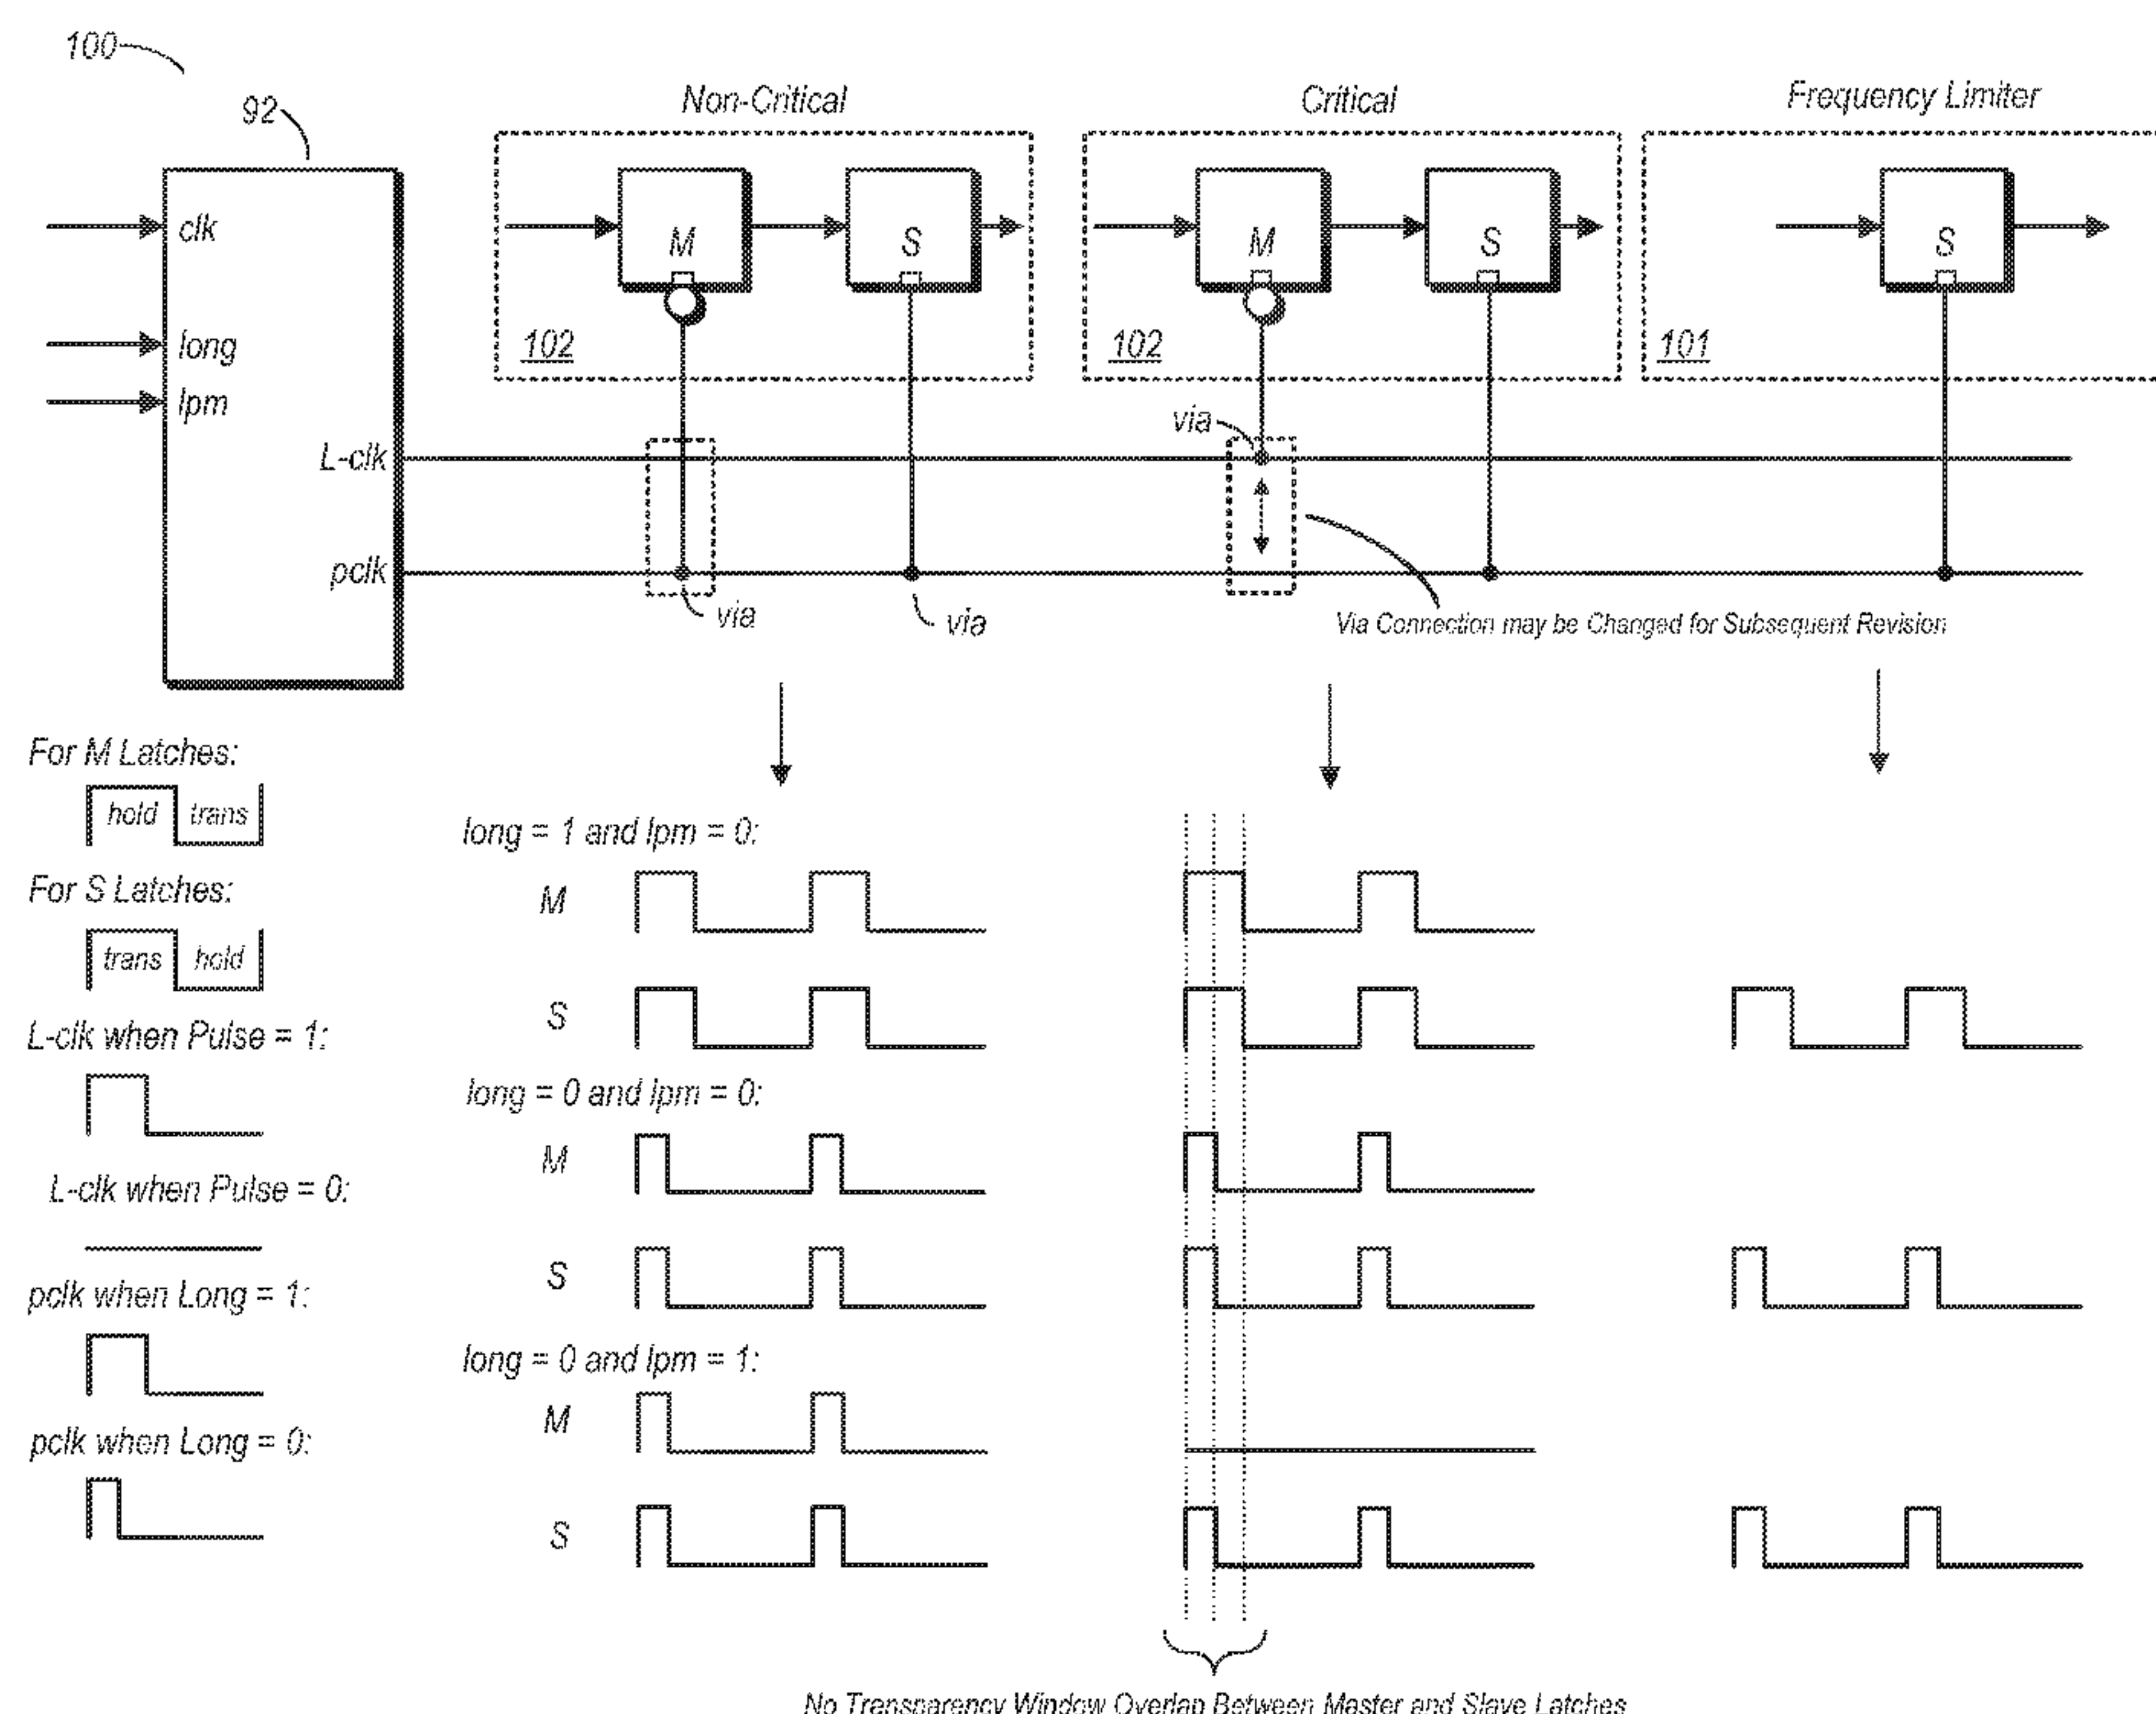 100
92
Non-Critical
Critical
Frequency Limiter
clk
long
lpm
L-clk
pclk
M
S
102
M
S
102
S
101
via
via
via
Via Connection may be Changed for Subsequent Revision
For M Latches:
hold trans
For S Latches:
trans hold
L-clk when Pulse = 1:
L-clk when Pulse = 0:
pclk when Long = 1:
pclk when Long = 0:
long = 1 and lpm = 0:
M
S
long = 0 and lpm = 0:
M
S
long = 0 and lpm = 1:
M
S
No Transparency Window Overlap Between Master and Slave Latches